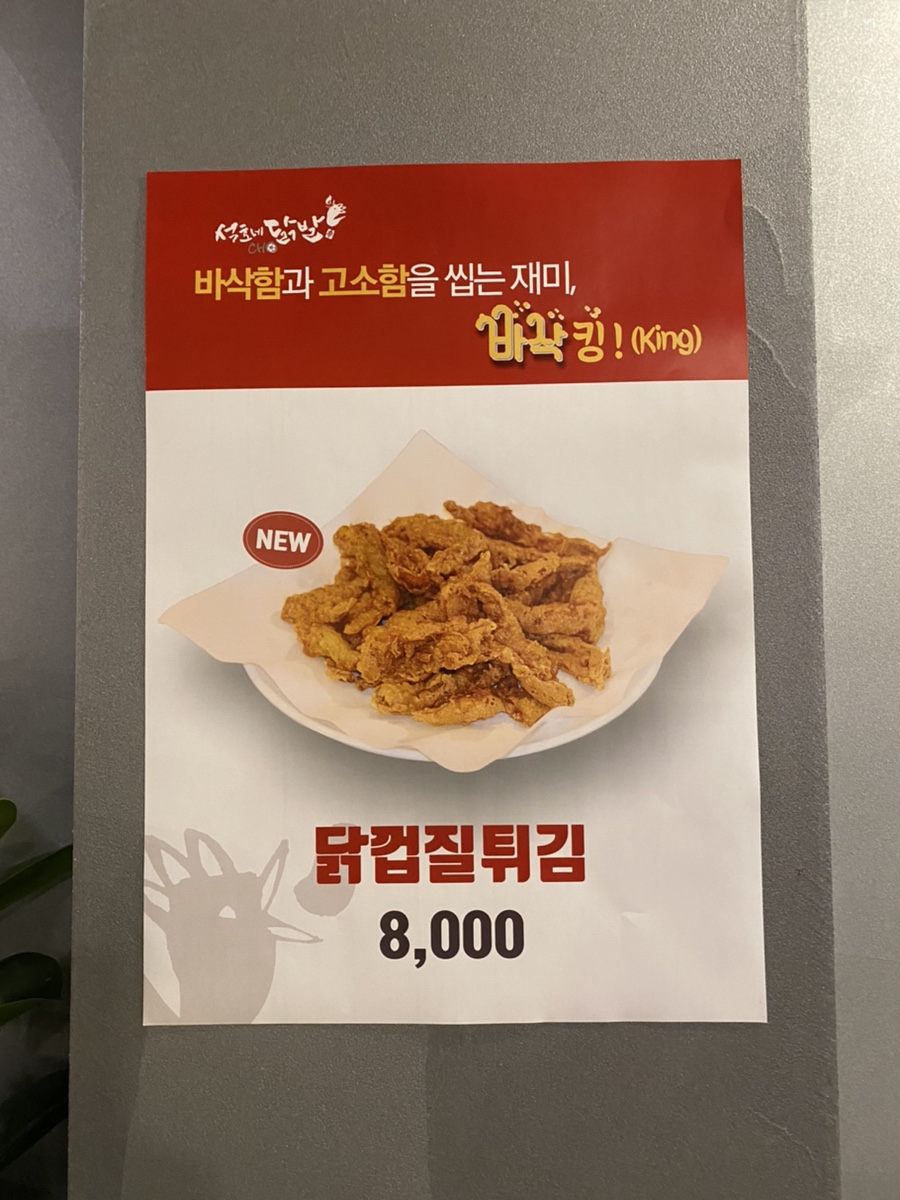 석호네 닭발
CHO
바삭함과 고소함을 씹는 재미,
바삭킹! (King)
NEW
닭껍질튀김
8,000